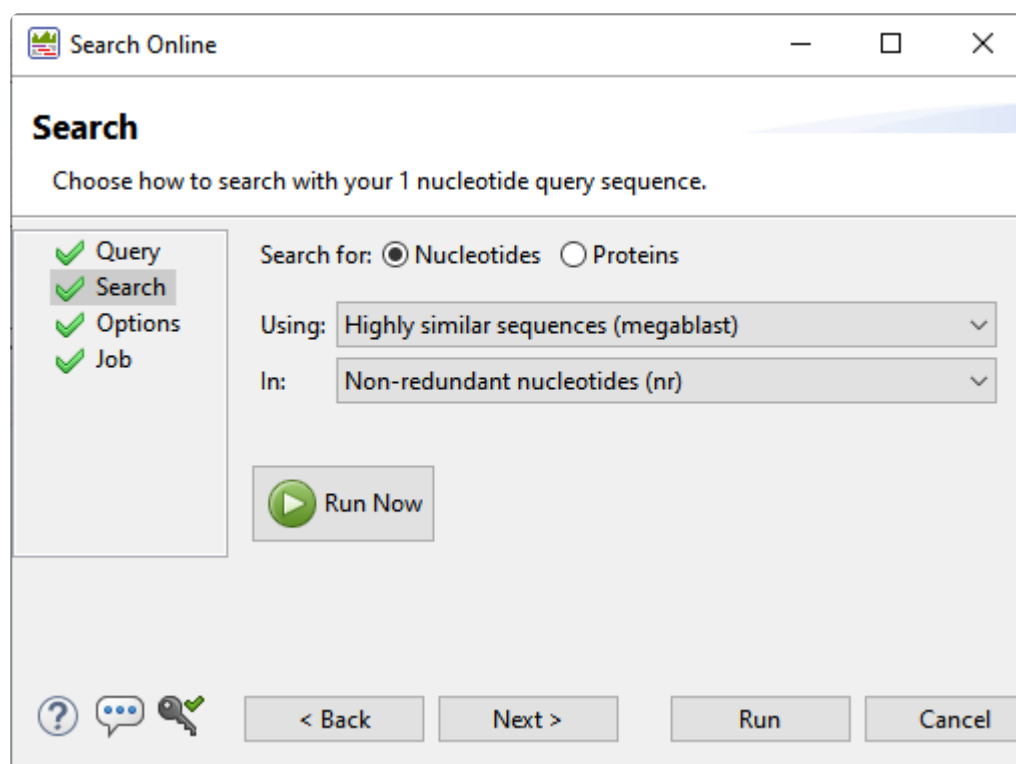 Search Online
Search
Choose how to search with your 1 nucleotide query sequence.
Query
Search
Options
Job
Search for: Nucleotides Proteins
Using: Highly similar sequences (megablast)
In: Non-redundant nucleotides (nr)
Run Now
< Back Next > Run Cancel